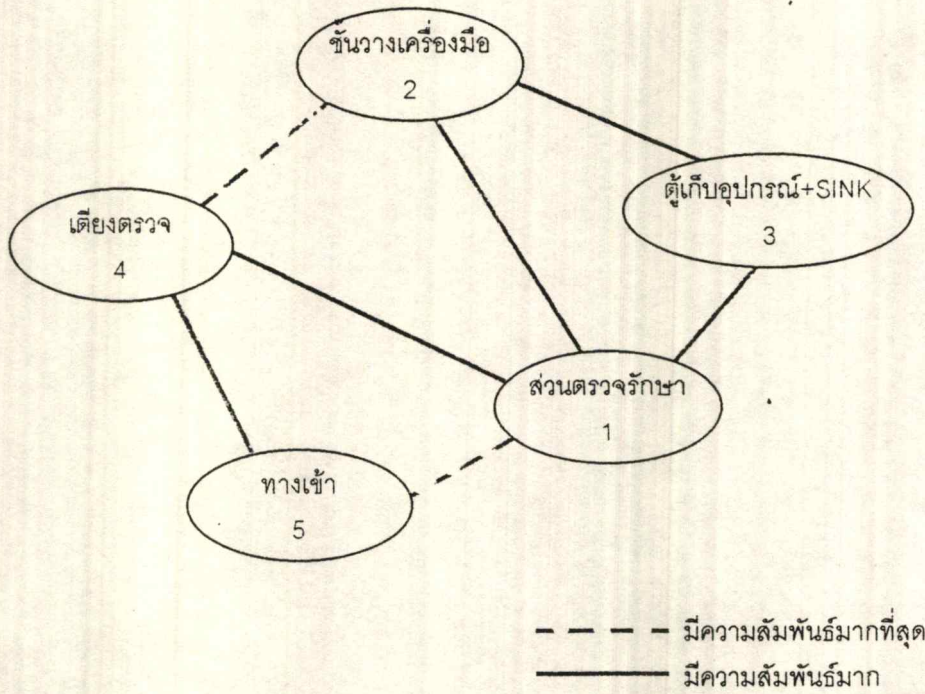 ชั้นวางเครื่องมือ
2
ตู้เก็บอุปกรณ์+SINK
3
เตียงตรวจ
4
ส่วนตรวจรักษา
1
ทางเข้า
5
มีความสัมพันธ์มากที่สุด
มีความสัมพันธ์มาก